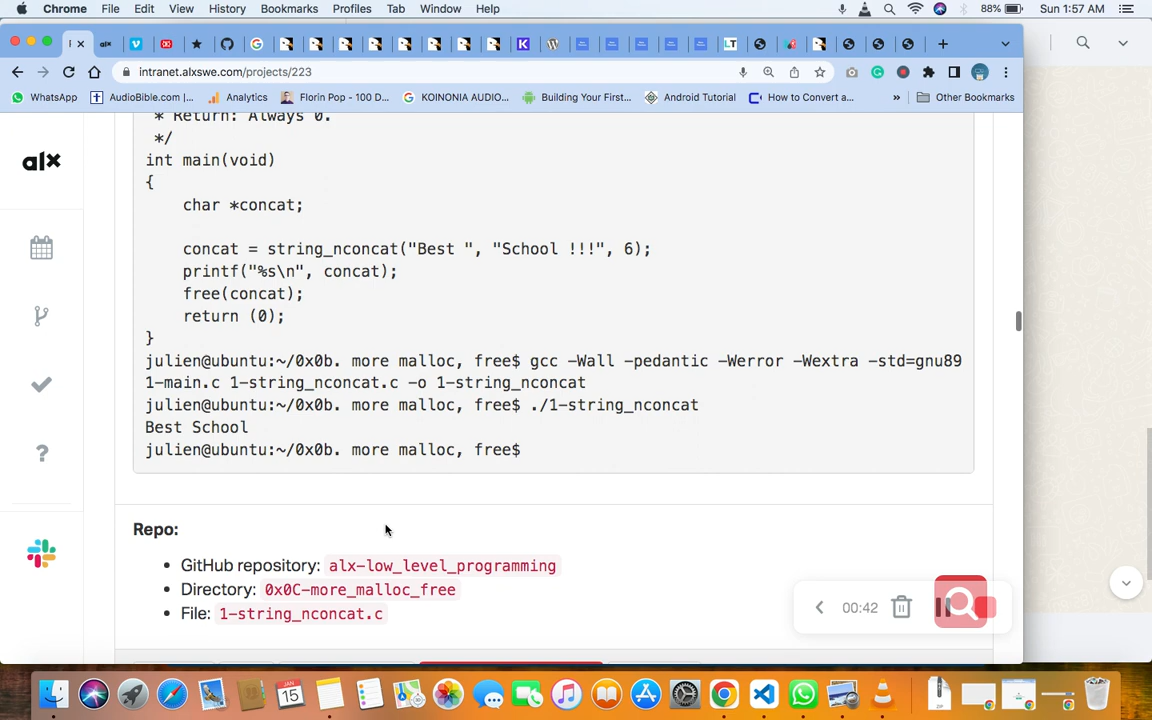 Chrome File Edit View History Bookmarks Profiles Tab Window Help 88% Sun 1:57 AM
intranet.alxswe.com/projects/223
WhatsApp AudioBible.com |... Analytics Florin Pop - 100 D... KOINONIA AUDIO... Building Your First... Android Tutorial How to Convert a... » Other Bookmarks
alx
* Return: Always 0.
*/
int main(void)
{
char *concat;
concat = string_nconcat("Best ", "School !!!", 6);
printf("%s\n", concat);
free(concat);
return (0);
}
julien@ubuntu:~/0x0b. more malloc, free$ gcc -Wall -pedantic -Werror -Wextra -std=gnu89
1-main.c 1-string_nconcat.c -o 1-string_nconcat
julien@ubuntu:~/0x0b. more malloc, free$ ./1-string_nconcat
Best School
julien@ubuntu:~/0x0b. more malloc, free$
Repo:
• GitHub repository: alx-low_level_programming
• Directory: 0x0C-more_malloc_free
• File: 1-string_nconcat.c
00:42